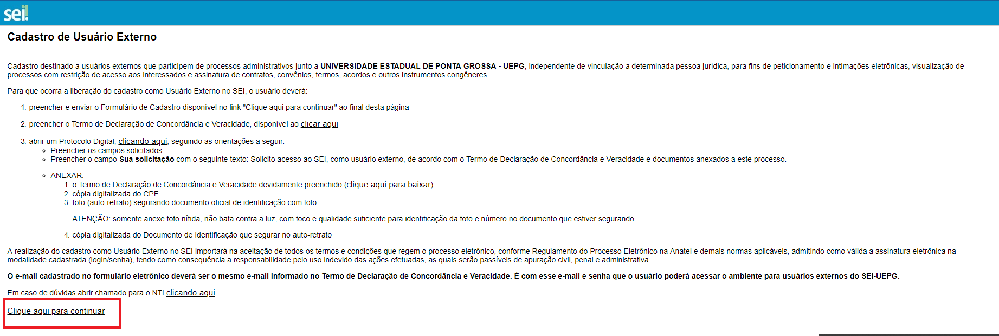 sei!
Cadastro de Usuário Externo
Cadastro destinado a usuários externos que participem de processos administrativos junto a UNIVERSIDADE ESTADUAL DE PONTA GROSSA - UEPG, independente de vinculação a determinada pessoa jurídica, para fins de peticionamento e intimações eletrônicas, visualização de
processos com restrição de acesso aos interessados e assinatura de contratos, convênios, termos, acordos e outros instrumentos congêneres.
Para que ocorra a liberação do cadastro como Usuário Externo no SEI, o usuário deverá:
1. preencher e enviar o Formulário de Cadastro disponível no link "Clique aqui para continuar" ao final desta página
2. preencher o Termo de Declaração de Concordância e Veracidade, disponível ao clicar aqui
3. abrir um Protocolo Digital, clicando aqui, seguindo as orientações a seguir:
Preencher os campos solicitados
Preencher o campo Sua solicitação com o seguinte texto: Solicito acesso ao SEI, como usuário externo, de acordo com o Termo de Declaração de Concordância e Veracidade e documentos anexados a este processo.
ANEXAR:
1. o Termo de Declaração de Concordância e Veracidade devidamente preenchido (clique aqui para baixar)
2. cópia digitalizada do CPF
3. foto (auto-retrato) segurando documento oficial de identificação com foto
ATENÇÃO: somente anexe foto nítida, não bata contra a luz, com foco e qualidade suficiente para identificação da foto e número no documento que estiver segurando
4. cópia digitalizada do Documento de Identificação que segurar no auto-retrato
A realização do cadastro como Usuário Externo no SEI importará na aceitação de todos os termos e condições que regem o processo eletrônico, conforme Regulamento do Processo Eletrônico na Anatel e demais normas aplicáveis, admitindo como válida a assinatura eletrônica na
modalidade cadastrada (login/senha), tendo como consequência a responsabilidade pelo uso indevido das ações efetuadas, as quais serão passíveis de apuração civil, penal e administrativa.
O e-mail cadastrado no formulário eletrônico deverá ser o mesmo e-mail informado no Termo de Declaração de Concordância e Veracidade. É com esse e-mail e senha que o usuário poderá acessar o ambiente para usuários externos do SEI-UEPG.
Em caso de dúvidas abrir chamado para o NTI clicando aqui.
Clique aqui para continuar